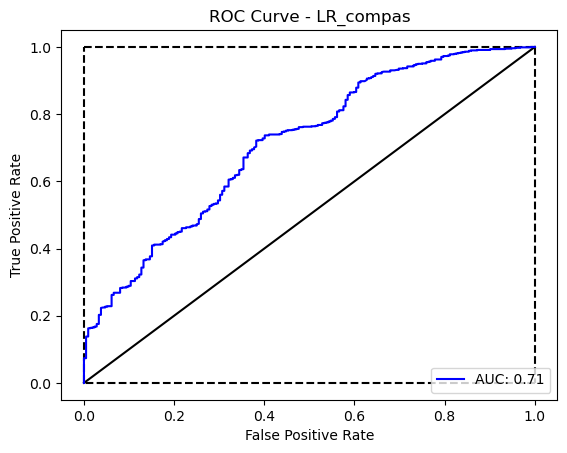 ROC Curve - LR_compas
True Positive Rate
1.0
0.8
0.6
0.4
0.2
0.0
AUC: 0.71
0.0 0.2 0.4 0.6 0.8 1.0
False Positive Rate